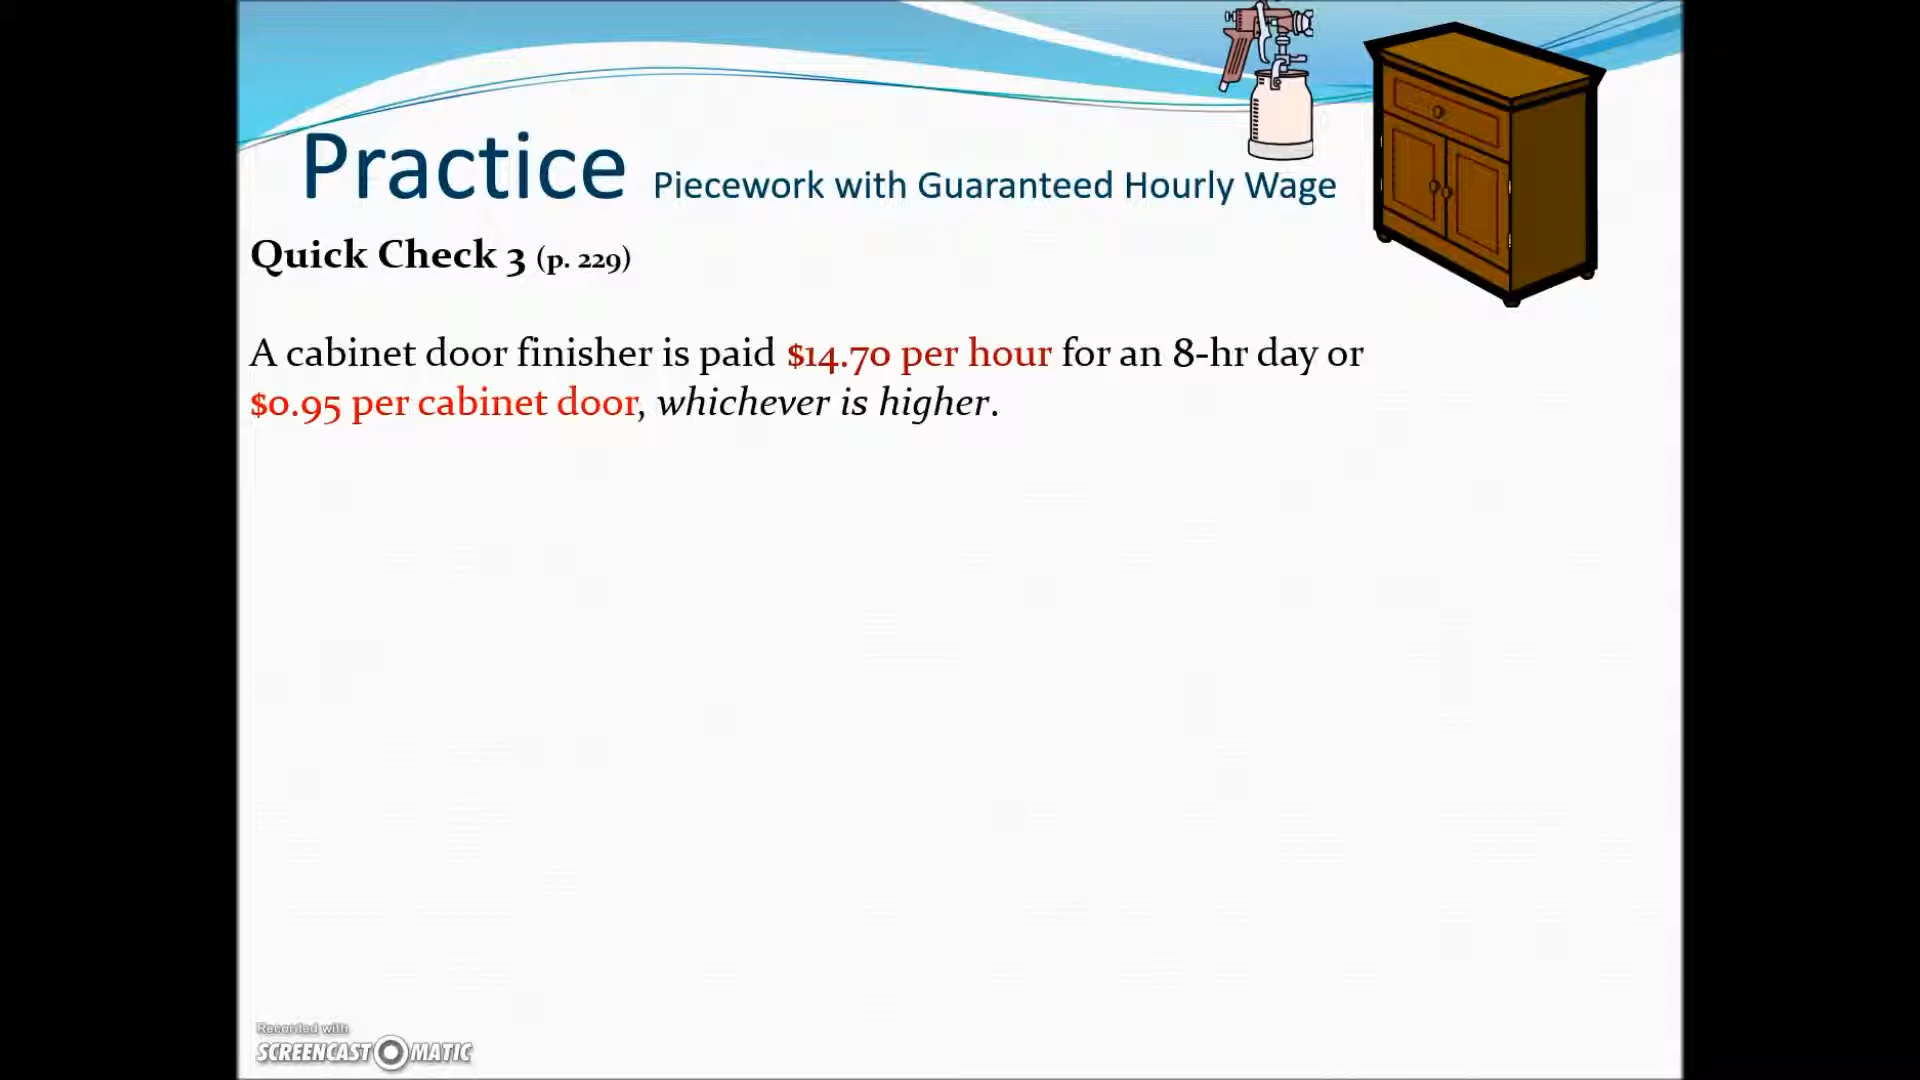 Practice Piecework with Guaranteed Hourly Wage
Quick Check 3 (p. 229)
A cabinet door finisher is paid $14.70 per hour for an 8-hr day or
$0.95 per cabinet door, whichever is higher.
Recorded with
SCREENCAST MATIC